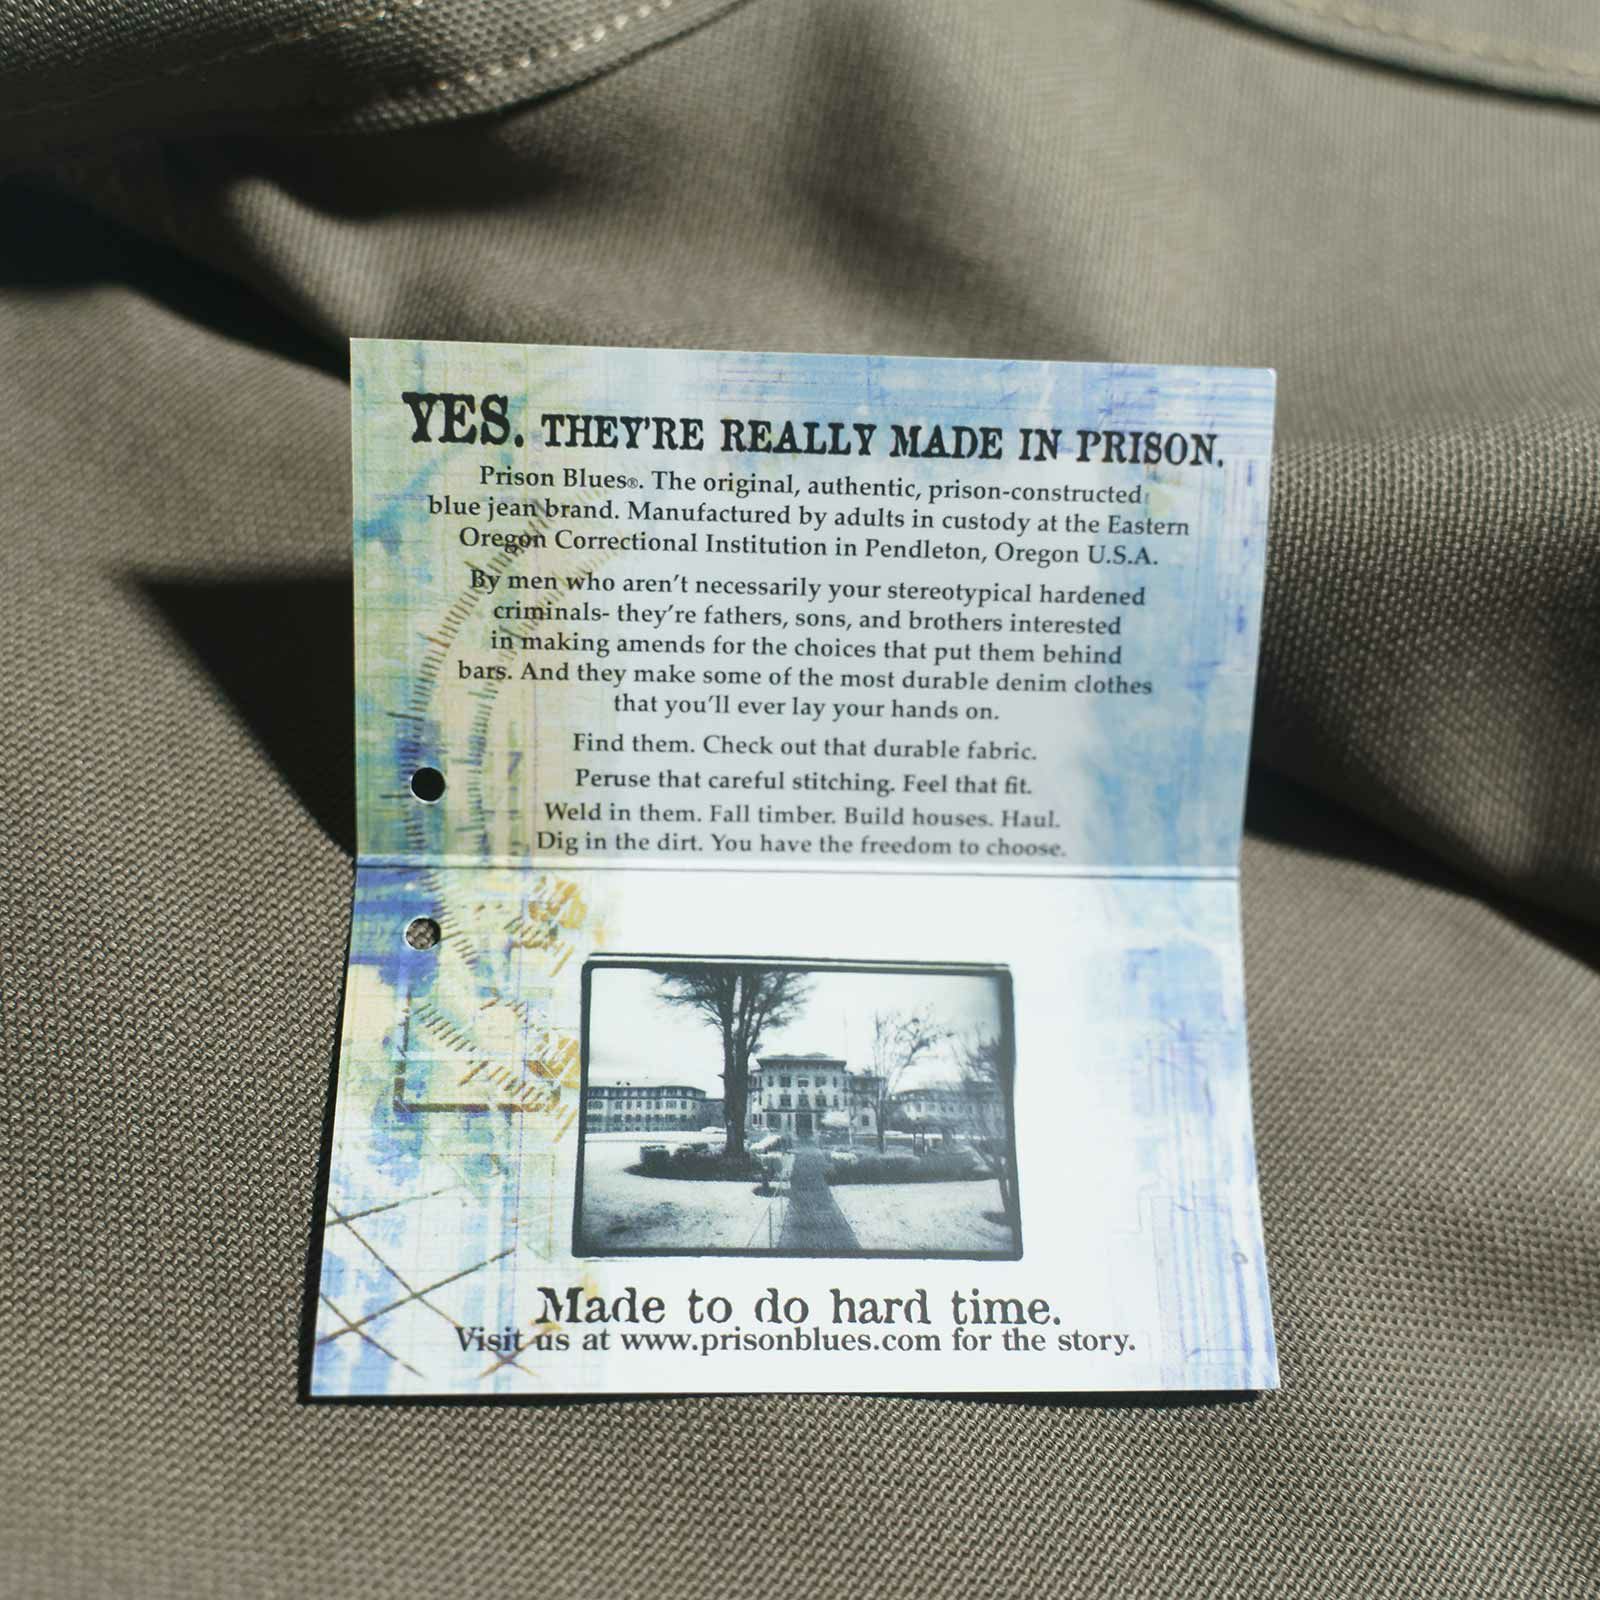 YES. THEY'RE REALLY MADE IN PRISON.
Prison Blues®. The original, authentic, prison-constructed
blue jean brand. Manufactured by adults in custody at the Eastern
Oregon Correctional Institution in Pendleton, Oregon U.S.A.
By men who aren't necessarily your stereotypical hardened
criminals- they're fathers, sons, and brothers interested
in making amends for the choices that put them behind
bars. And they make some of the most durable denim clothes
that you'll ever lay your hands on.
Find them. Check out that durable fabric.
Peruse that careful stitching. Feel that fit.
Weld in them. Fall timber. Build houses. Haul.
Dig in the dirt. You have the freedom to choose.
Made to do hard time.
Visit us at www.prisonblues.com for the story.